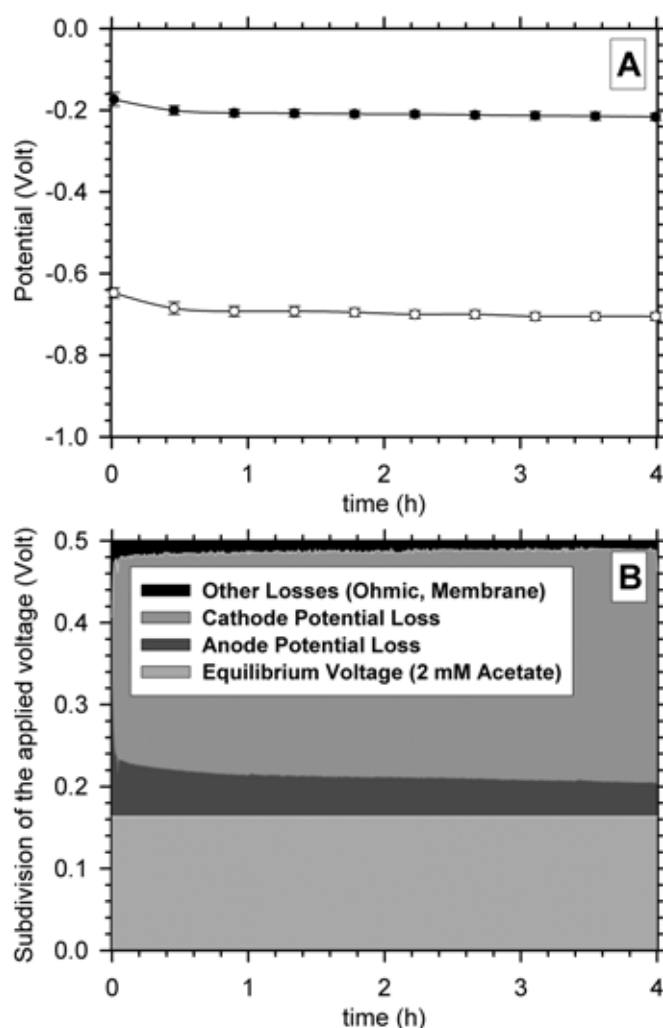 A
Potential (Volt)
0.0
-0.2
-0.4
-0.6
-0.8
-1.0
0 1 2 3 4
time (h)
B
Subdivision of the applied voltage (Volt)
0.5
0.4
0.3
0.2
0.1
0.0
Other Losses (Ohmic, Membrane)
Cathode Potential Loss
Anode Potential Loss
Equilibrium Voltage (2 mM Acetate)
0 1 2 3 4
time (h)